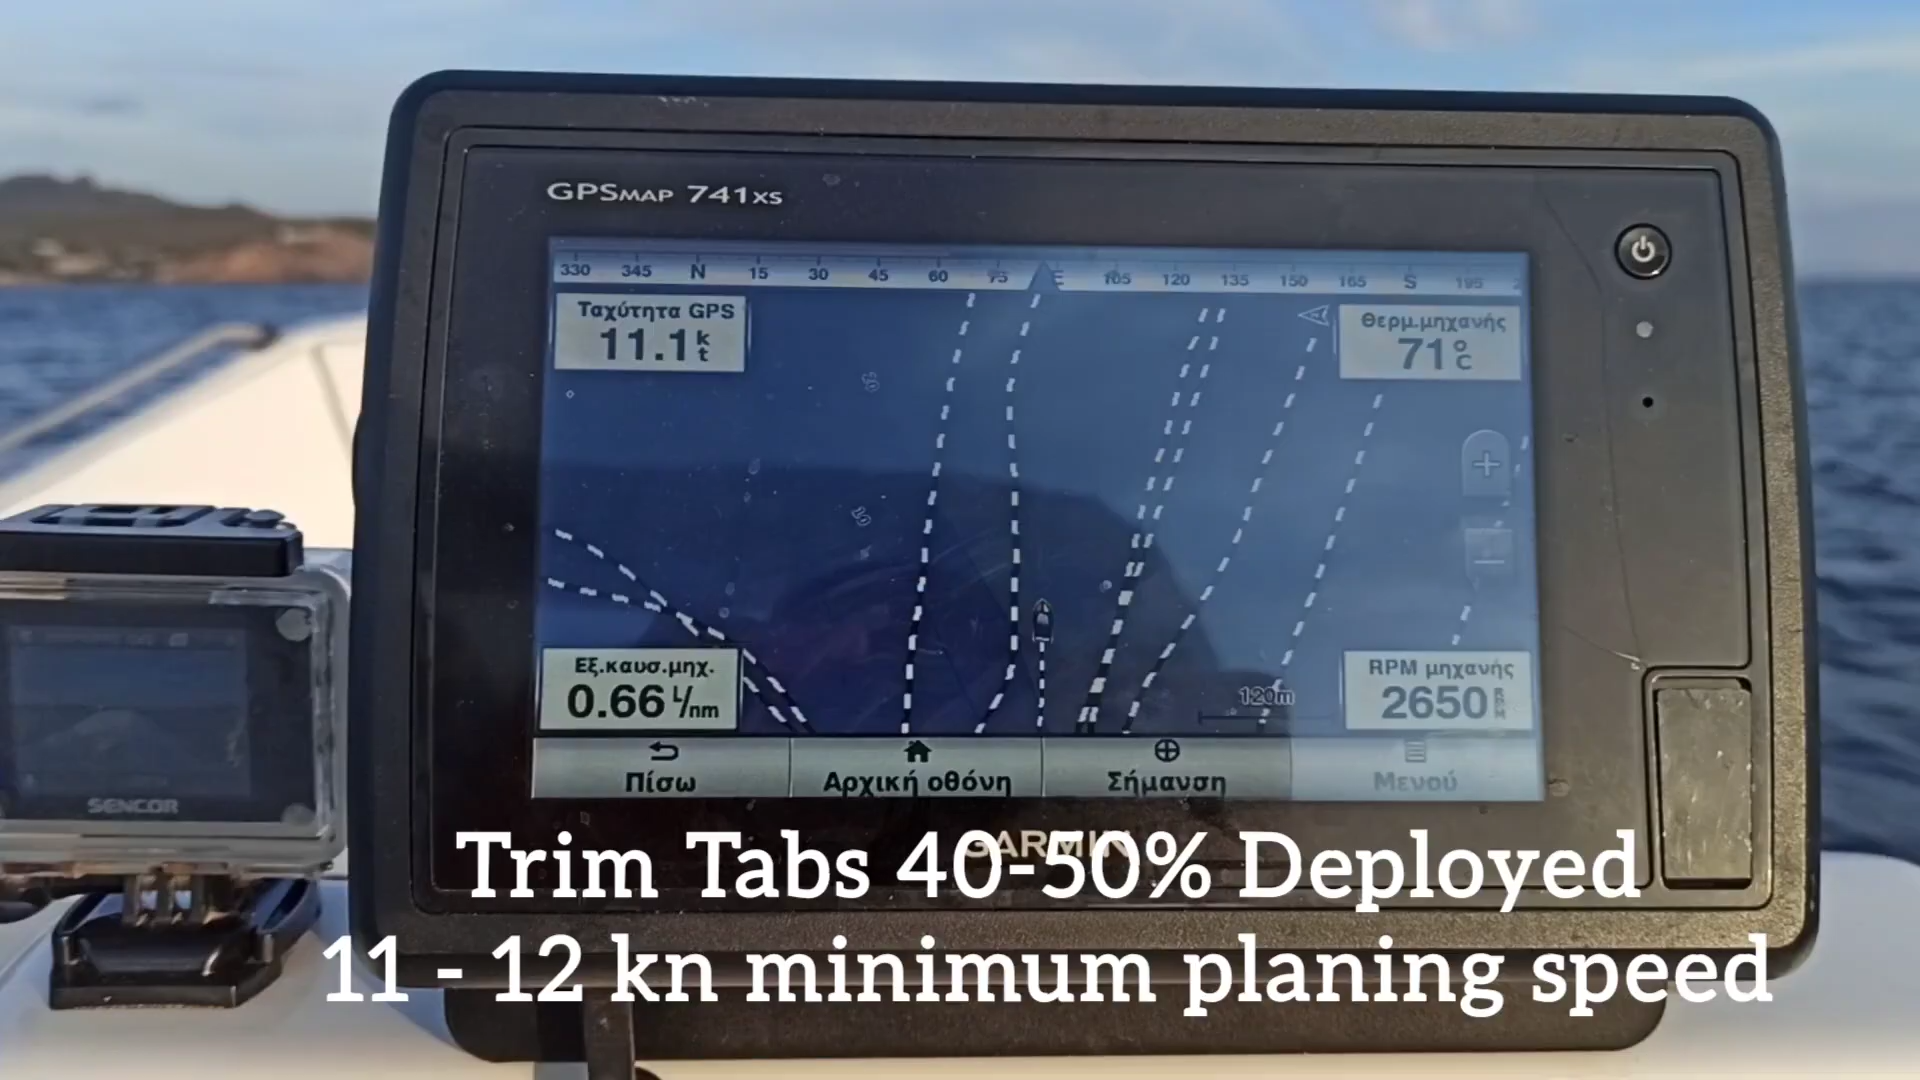 GPSMAP 741XS
330 345 N 15 30 45 60 75 E 105 120 135 150 165 S 195
Ταχύτητα GPS
11.1 kt
Θερμ.μηχανής
71 °C
Εξ.καυσ.μηχ.
0.66 L/nm
120m
RPM μηχανής
2650 RPM
Πίσω
Αρχική οθόνη
Σήμανση
Μενού
SENCOR
GARMIN
Trim Tabs 40-50% Deployed
11 - 12 kn minimum planing speed